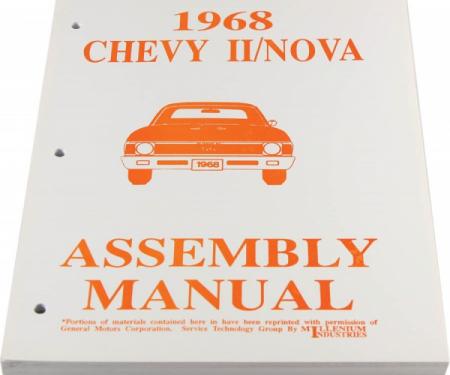 1968
CHEVY II/NOVA
1968
ASSEMBLY
MANUAL
*Portions of materials contained here in have been reprinted with permission of
General Motors Corporation. Service Technology Group By MILLENIUM
INDUSTRIES